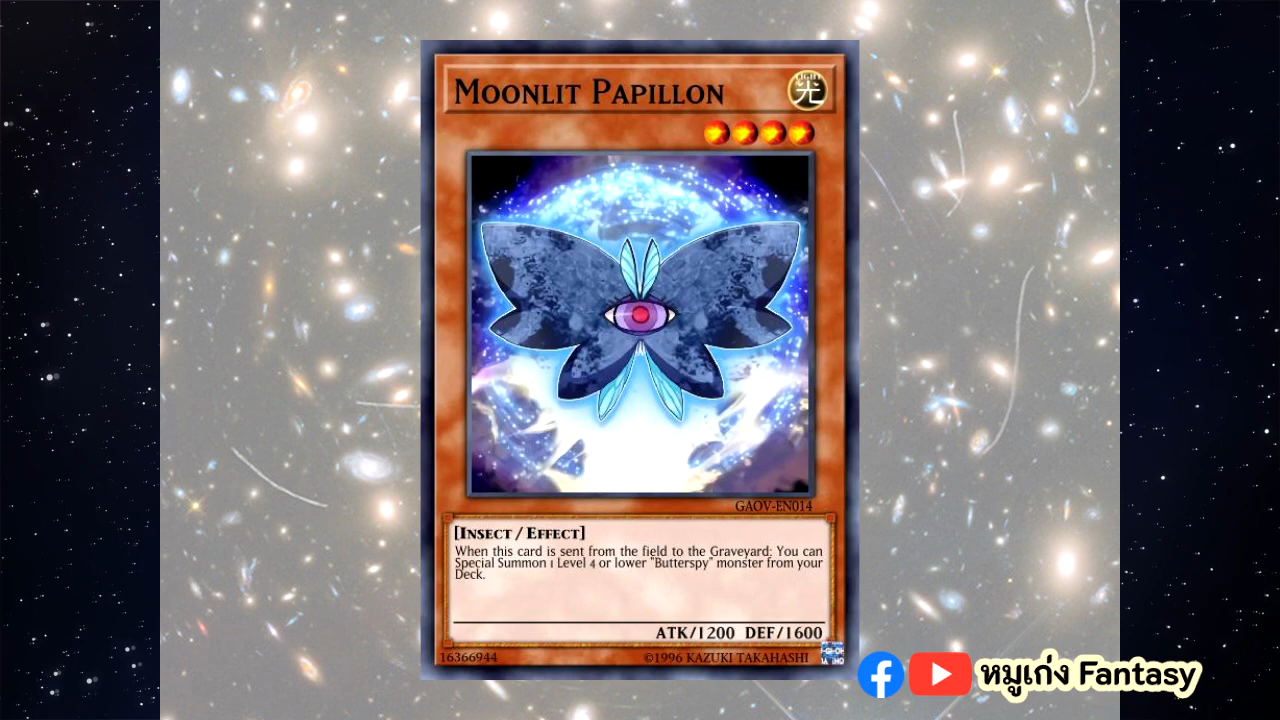 Moonlit Papillon
LIGHT
光
GAOV-EN014
[Insect / Effect]
When this card is sent from the field to the Graveyard: You can
Special Summon 1 Level 4 or lower "Butterspy" monster from your
Deck.
ATK/1200 DEF/1600
16366944
©1996 KAZUKI TAKAHASHI
หมูเก่ง Fantasy